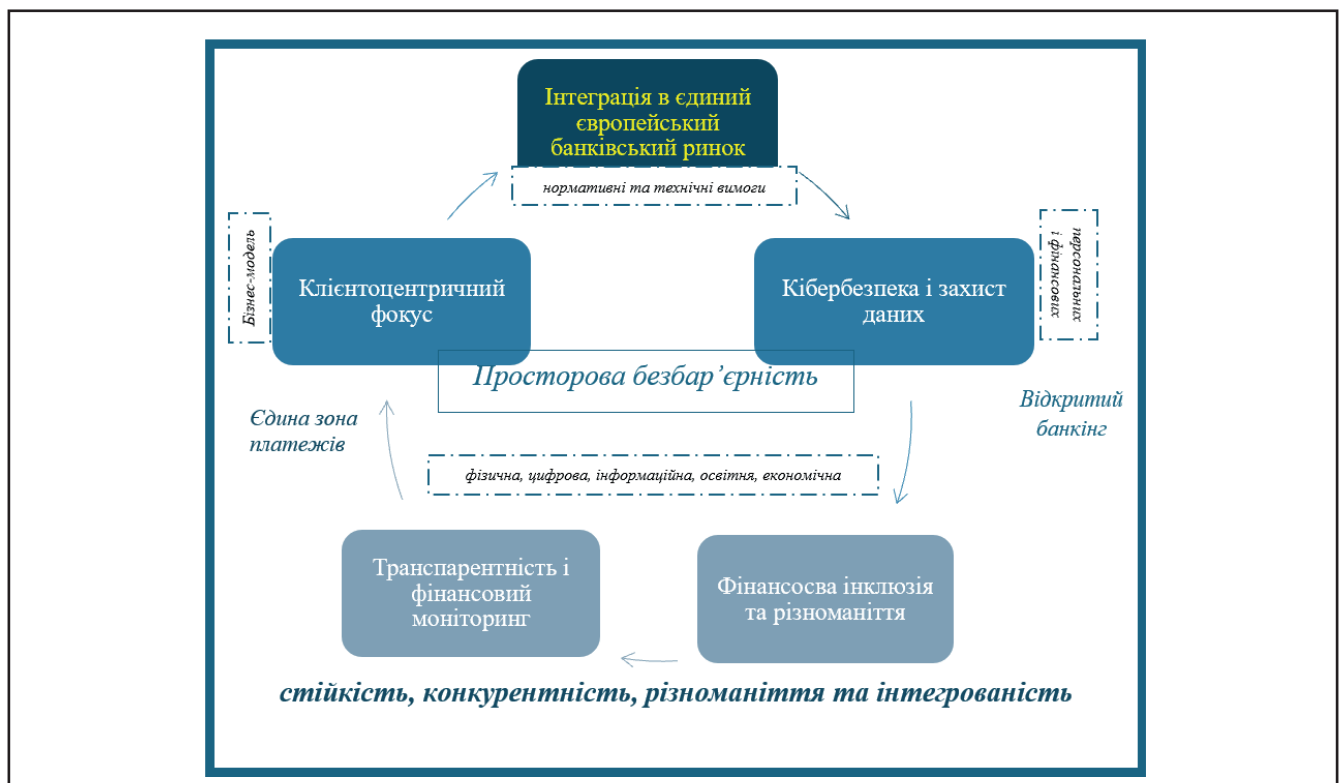 Інтеграція в єдиний
європейський
банківський ринок
нормативні та технічні вимоги
Бізнес-модель
Клієнтоцентричний
фокус
Кібербезпека і захист
даних
персональних
і фінансових
Просторова безбар’єрність
Єдина зона
платежів
Відкритий
банкінг
фізична, цифрова, інформаційна, освітня, економічна
Транспарентність і
фінансовий
моніторинг
Фінансосва інклюзія
та різноманіття
стійкість, конкурентність, різноманіття та інтегрованість